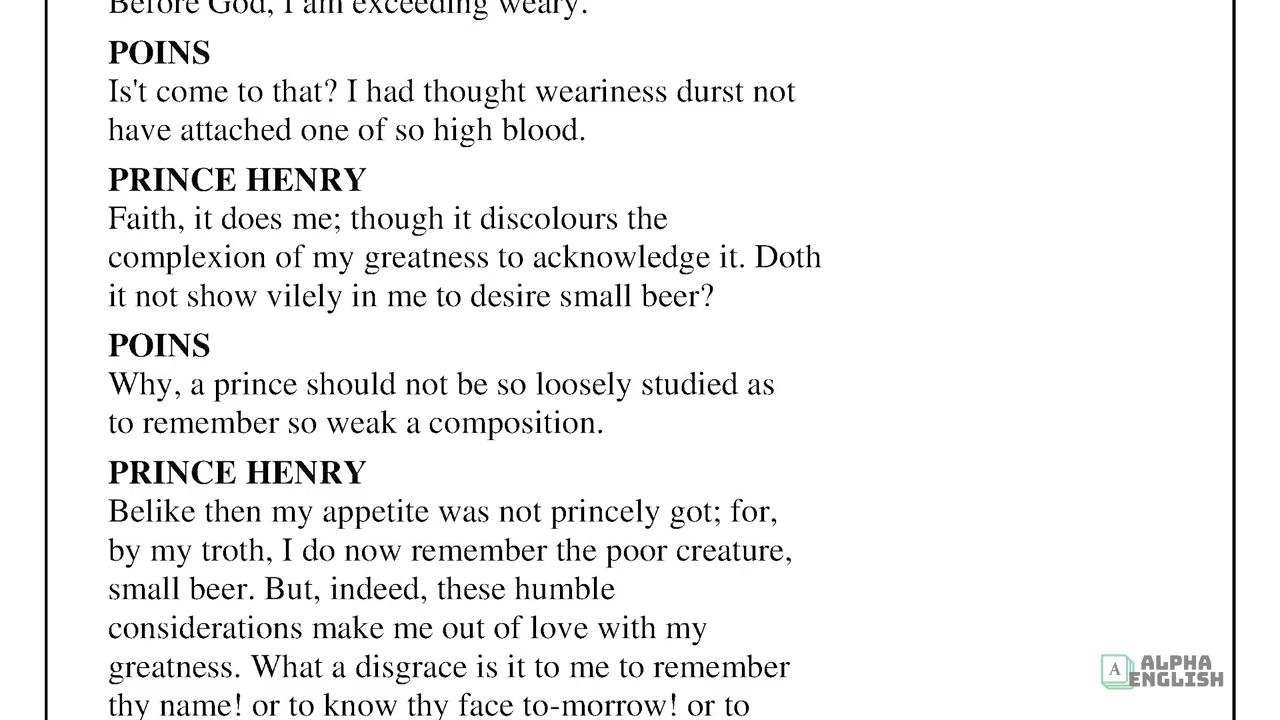 Before God, I am exceeding weary.
POINS
Is't come to that? I had thought weariness durst not
have attached one of so high blood.
PRINCE HENRY
Faith, it does me; though it discolours the
complexion of my greatness to acknowledge it. Doth
it not show vilely in me to desire small beer?
POINS
Why, a prince should not be so loosely studied as
to remember so weak a composition.
PRINCE HENRY
Belike then my appetite was not princely got; for,
by my troth, I do now remember the poor creature,
small beer. But, indeed, these humble
considerations make me out of love with my
greatness. What a disgrace is it to me to remember
thy name! or to know thy face to-morrow! or to
A ALPHA
ENGLISH